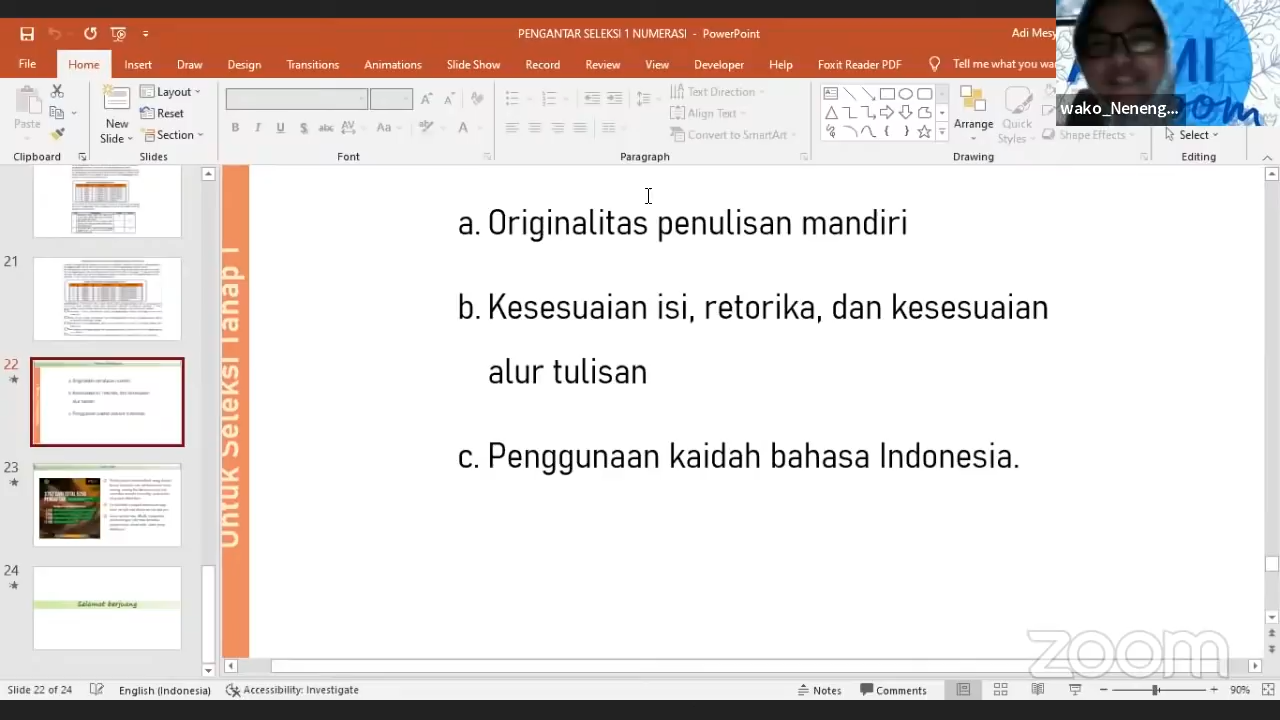 PENGANTAR SELEKSI 1 NUMERASI - PowerPoint
Adi Mesy
File Home Insert Draw Design Transitions Animations Slide Show Record Review View Developer Help Foxit Reader PDF Tell me what you wa
wako_Neneng...
Paste
New
Slide
Layout
Reset
Section
Text Direction
Align Text
Convert to SmartArt
Arrange
Quick
Styles
Shape Effects
Select
Clipboard Slides Font Paragraph Drawing Editing
Untuk Seleksi Tahap 1
a. Originalitas penulisan mandiri
b. Kesesuaian isi, retorika, dan kesesuaian
alur tulisan
c. Penggunaan kaidah bahasa Indonesia.
21
22
23
24
Selamat berjuang
zoom
Slide 22 of 24 English (Indonesia) Accessibility: Investigate Notes Comments 90%